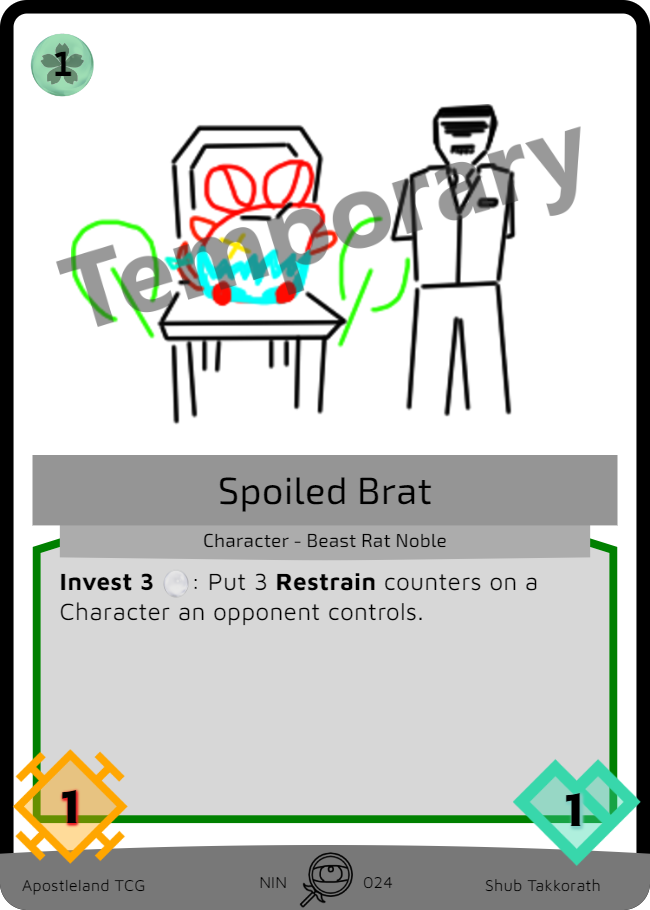 1
Temporary
Spoiled Brat
Character - Beast Rat Noble
Invest 3 : Put 3 Restrain counters on a
Character an opponent controls.
1
1
Apostleland TCG
NIN
024
Shub Takkorath